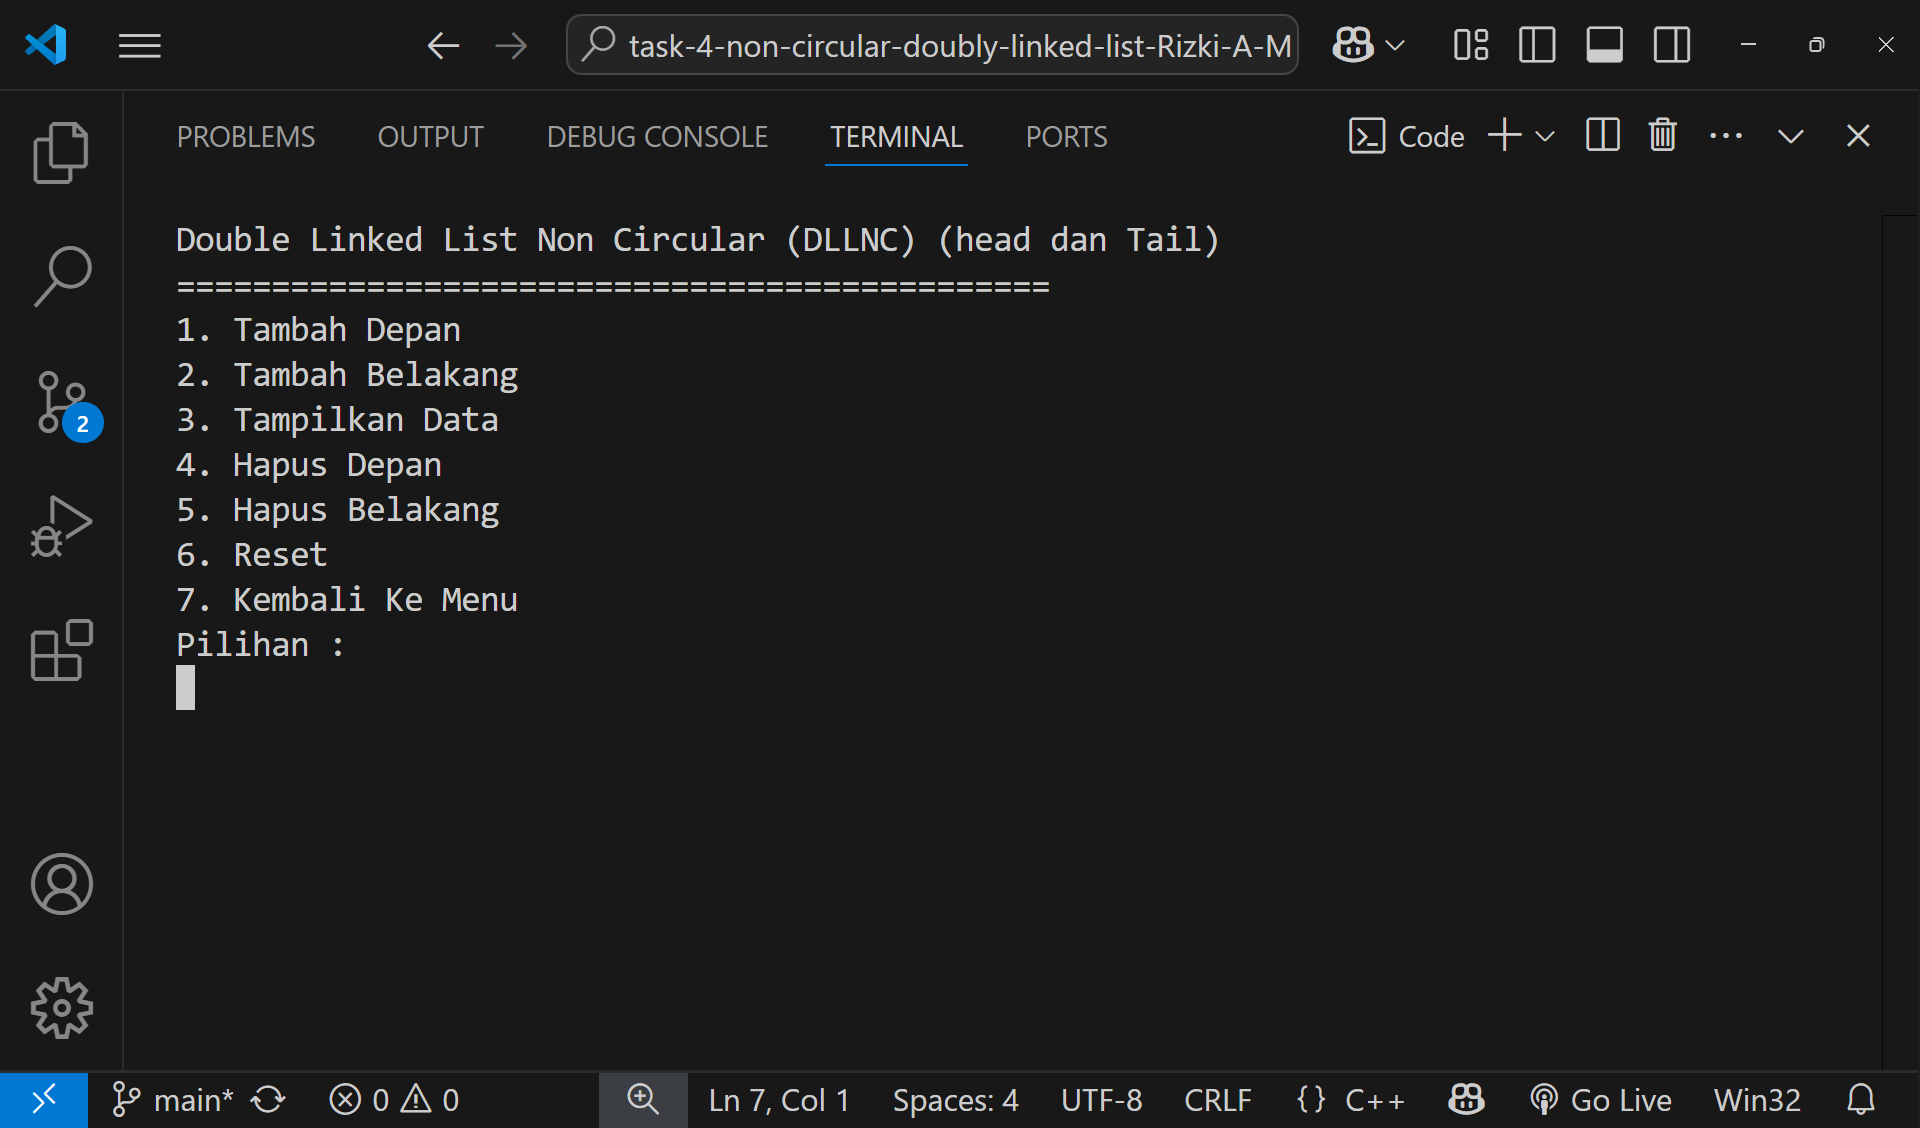 task-4-non-circular-doubly-linked-list-Rizki-A-M
PROBLEMS OUTPUT DEBUG CONSOLE TERMINAL PORTS Code
Double Linked List Non Circular (DLLNC) (head dan Tail)
==============================================
1. Tambah Depan
2. Tambah Belakang
3. Tampilkan Data
4. Hapus Depan
5. Hapus Belakang
6. Reset
7. Kembali Ke Menu
Pilihan :
2
main* 0 0 Ln 7, Col 1 Spaces: 4 UTF-8 CRLF {} C++ Go Live Win32